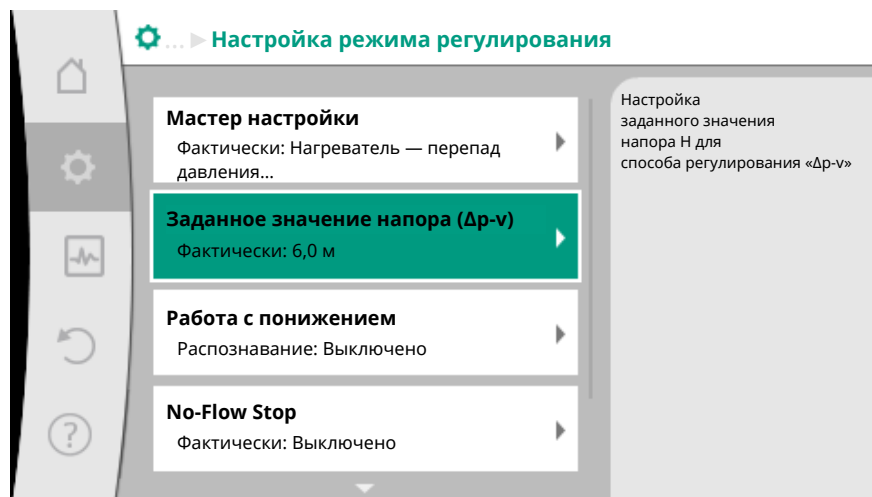 ... Настройка режима регулирования
Мастер настройки
Фактически: Нагреватель — перепад
давления...
Заданное значение напора (Δp-v)
Фактически: 6,0 м
Работа с понижением
Распознавание: Выключено
No-Flow Stop
Фактически: Выключено
Настройка
заданного значения
напора H для
способа регулирования «Δp-v»
?